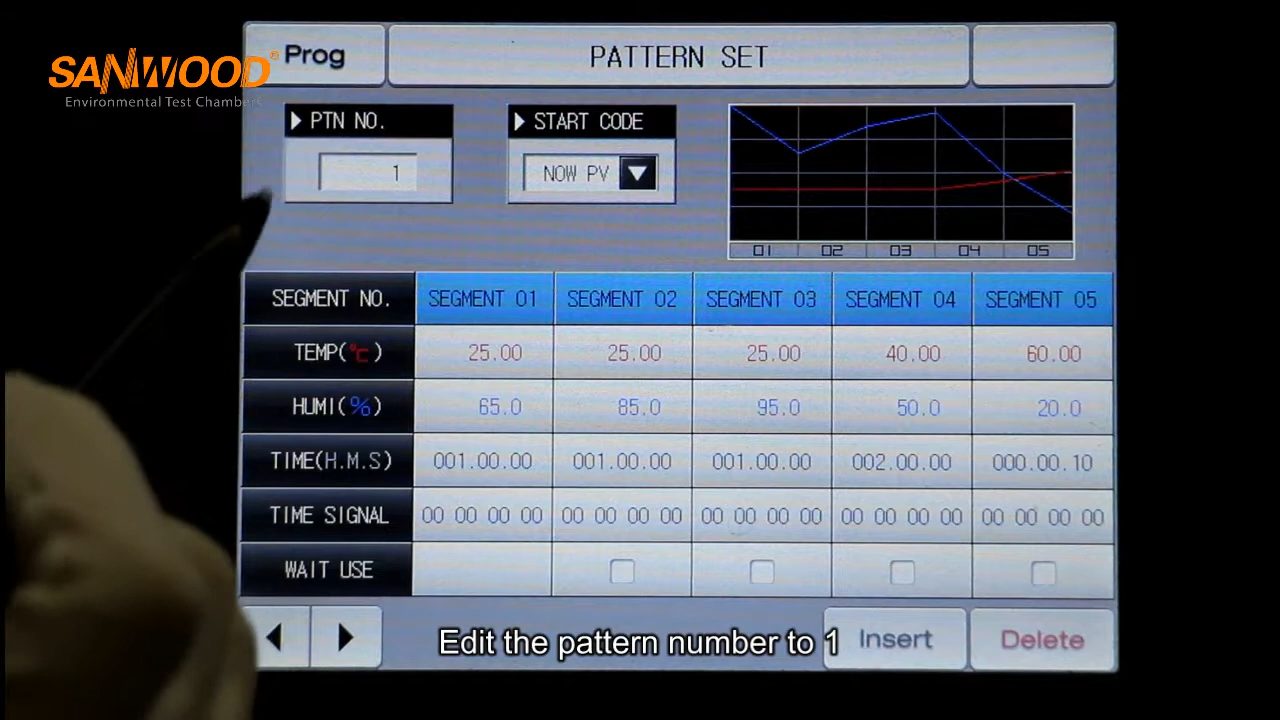 SANWOOD®
Environmental Test Chambers
Prog
PATTERN SET
PTN NO.
1
START CODE
NOW PV
01 02 03 04 05
SEGMENT NO. SEGMENT 01 SEGMENT 02 SEGMENT 03 SEGMENT 04 SEGMENT 05
TEMP(℃) 25.00 25.00 25.00 40.00 60.00
HUMI(%) 65.0 85.0 95.0 50.0 20.0
TIME(H.M.S) 001.00.00 001.00.00 001.00.00 002.00.00 000.00.10
TIME SIGNAL 00 00 00 00 00 00 00 00 00 00 00 00 00 00 00 00 00 00 00 00
WAIT USE
Edit the pattern number to 1
Insert
Delete